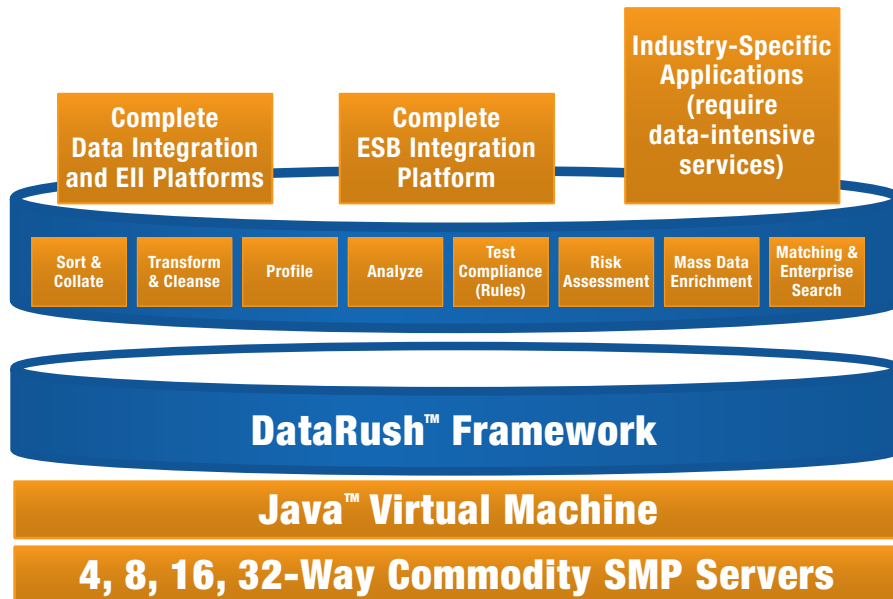 Complete
Data Integration
and EII Platforms
Complete
ESB Integration
Platform
Industry-Specific
Applications
(require
data-intensive
services)
Sort &
Collate
Transform
& Cleanse
Profile
Analyze
Test
Compliance
(Rules)
Risk
Assessment
Mass Data
Enrichment
Matching &
Enterprise
Search
DataRush™ Framework
Java™ Virtual Machine
4, 8, 16, 32-Way Commodity SMP Servers